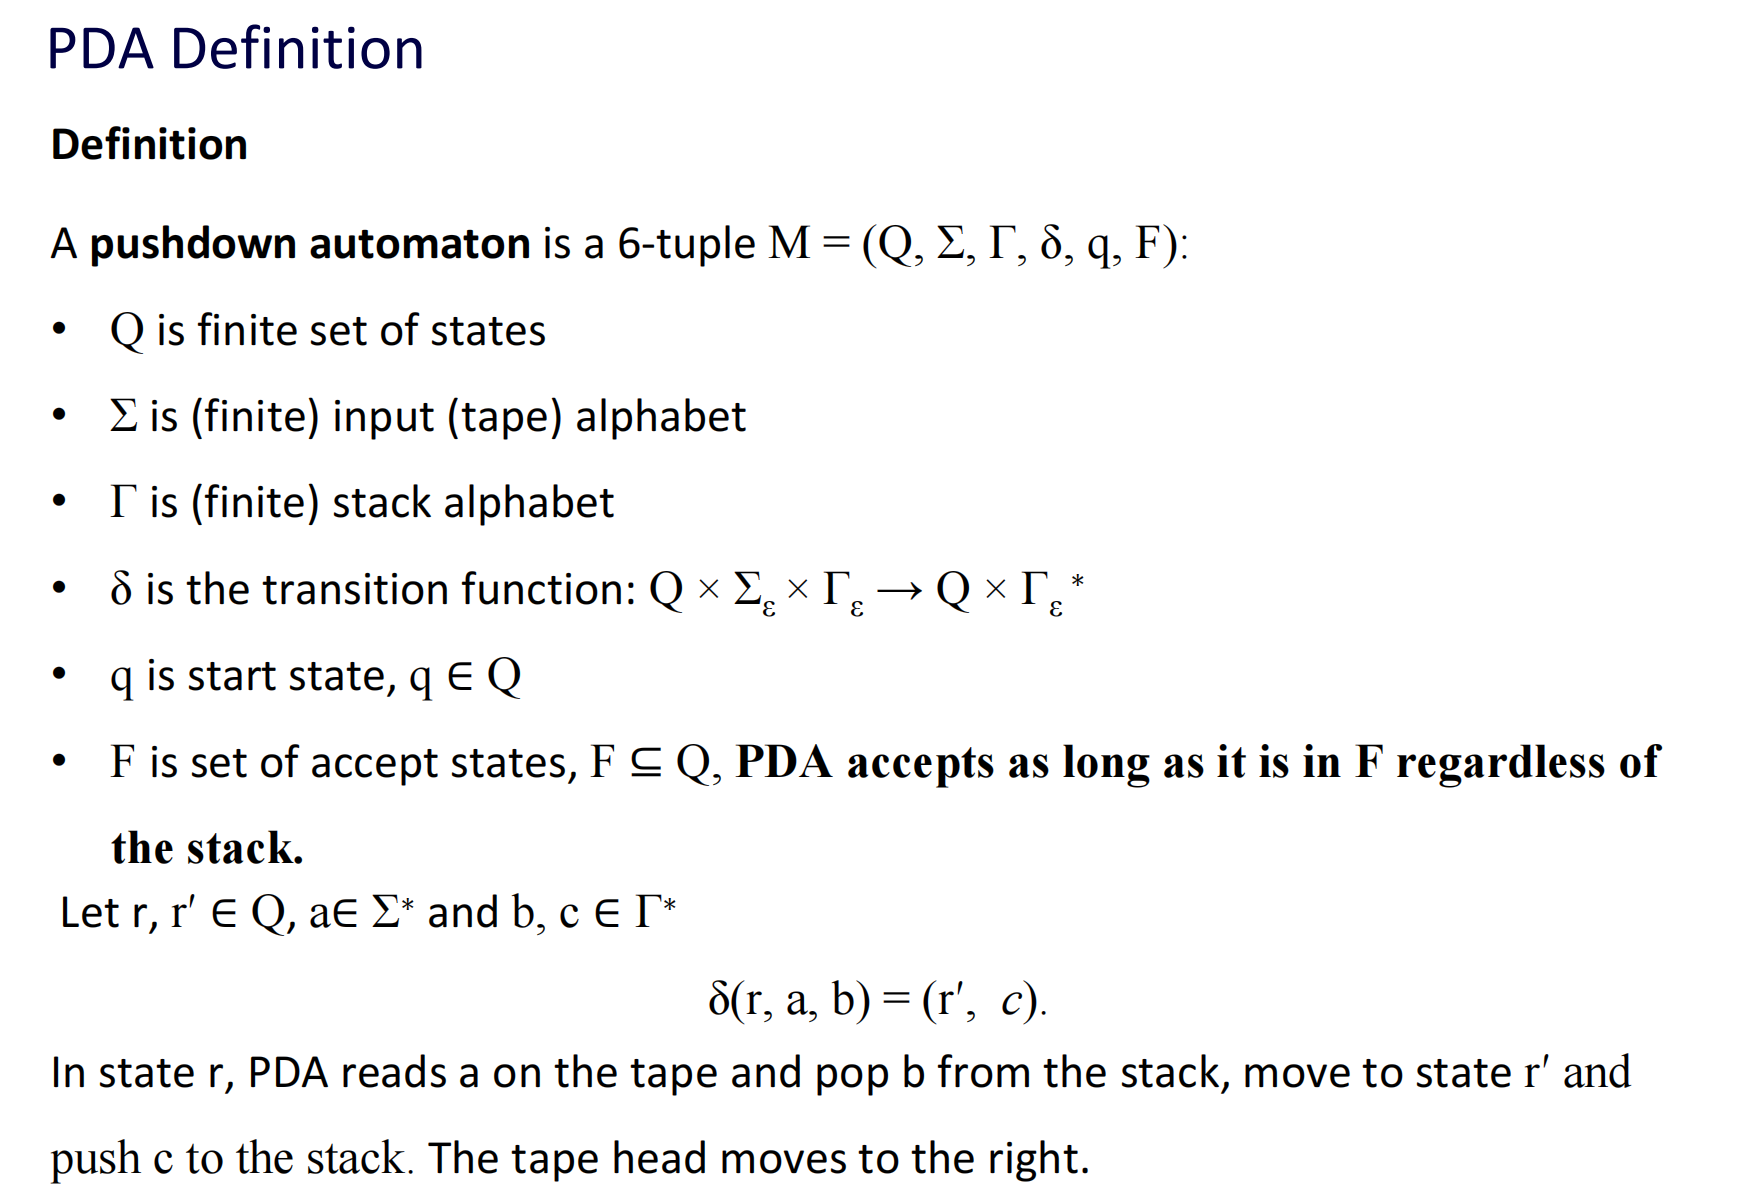 PDA Definition
Definition
A pushdown automaton is a 6-tuple M = (Q, Σ, Γ, δ, q, F):
• Q is finite set of states
• Σ is (finite) input (tape) alphabet
• Γ is (finite) stack alphabet
• δ is the transition function: Q × Σε × Γε → Q × Γε*
• q is start state, q ∈ Q
• F is set of accept states, F ⊆ Q, PDA accepts as long as it is in F regardless of
the stack.
Let r, r′ ∈ Q, a∈ Σ* and b, c ∈ Γ*
δ(r, a, b) = (r′, c).
In state r, PDA reads a on the tape and pop b from the stack, move to state r′ and
push c to the stack. The tape head moves to the right.